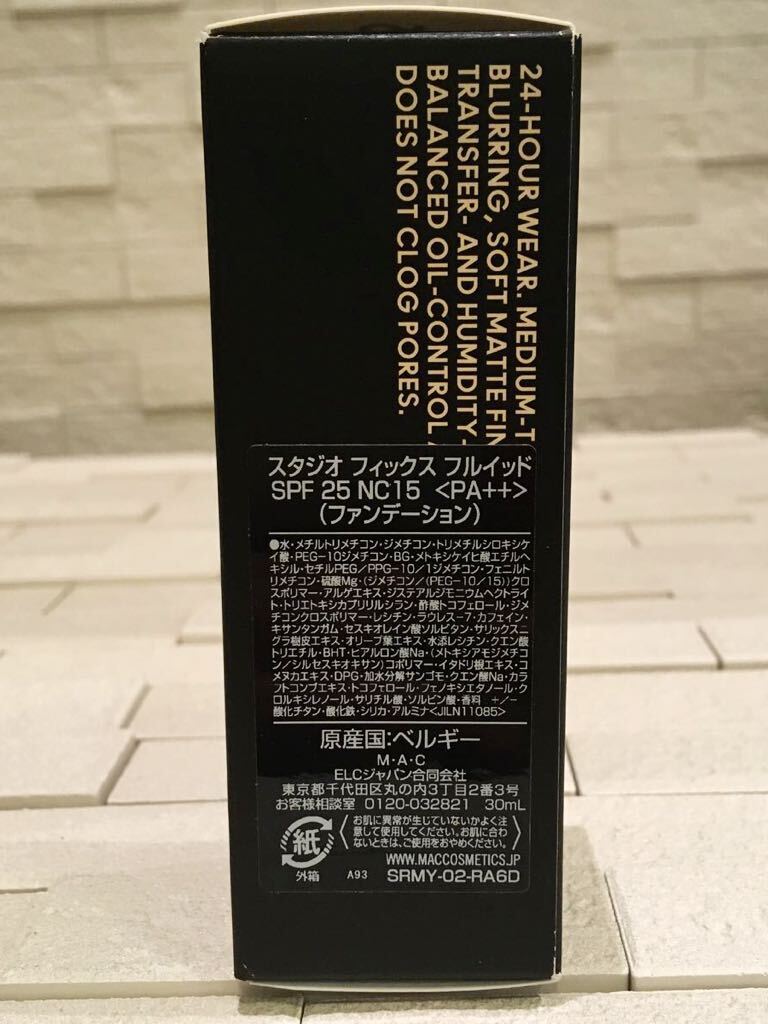 24-HOUR WEAR. MEDIUM-T
BLURRING, SOFT MATTE FIN
TRANSFER- AND HUMIDITY-
BALANCED OIL-CONTROL
DOES NOT CLOG PORES.
スタジオ フィックス フルイッド
SPF 25 NC15 <PA++>
(ファンデーション)
●水・メチルトリメチコン・ジメチコン・トリメチルシロキシケ
イ酸・PEG-10ジメチコン・BG・メトキシケイヒ酸エチルヘ
キシル・セチルPEG/PPG-10/1ジメチコン・フェニルト
リメチコン・硫酸Mg・(ジメチコン/(PEG-10/15))クロ
スポリマー・アルゲエキス・ジステアルジモニウムヘクトライ
ト・トリエトキシカプリリルシラン・酢酸トコフェロール・ジメ
チコンクロスポリマー・レシチン・ラウレス-7・カフェイン・
キサンタンガム・セスキオレイン酸ソルビタン・サリックスニ
グラ樹皮エキス・オリーブ葉エキス・水添レシチン・クエン酸
トリエチル・BHT・ヒアルロン酸Na・(メトキシアモジメチコ
ン/シルセスキオキサン)コポリマー・イタドリ根エキス・コ
メヌカエキス・DPG・加水分解サンゴモ・クエン酸Na・カラ
フトコンブエキス・トコフェロール・フェノキシエタノール・ク
ロルキシレノール・サリチル酸・ソルビン酸・香料 +/-
酸化チタン・酸化鉄・シリカ・アルミナ<JILN11085>
原産国:ベルギー
M・A・C
ELCジャパン合同会社
東京都千代田区丸の内3丁目2番3号
お客様相談室 0120-032821 30mL
お肌に異常が生じていないかよく注
意して使用してください。お肌に合わ
ないときは、ご使用をおやめください。
紙
外箱
A93
WWW.MACCOSMETICS.JP
SRMY-02-RA6D